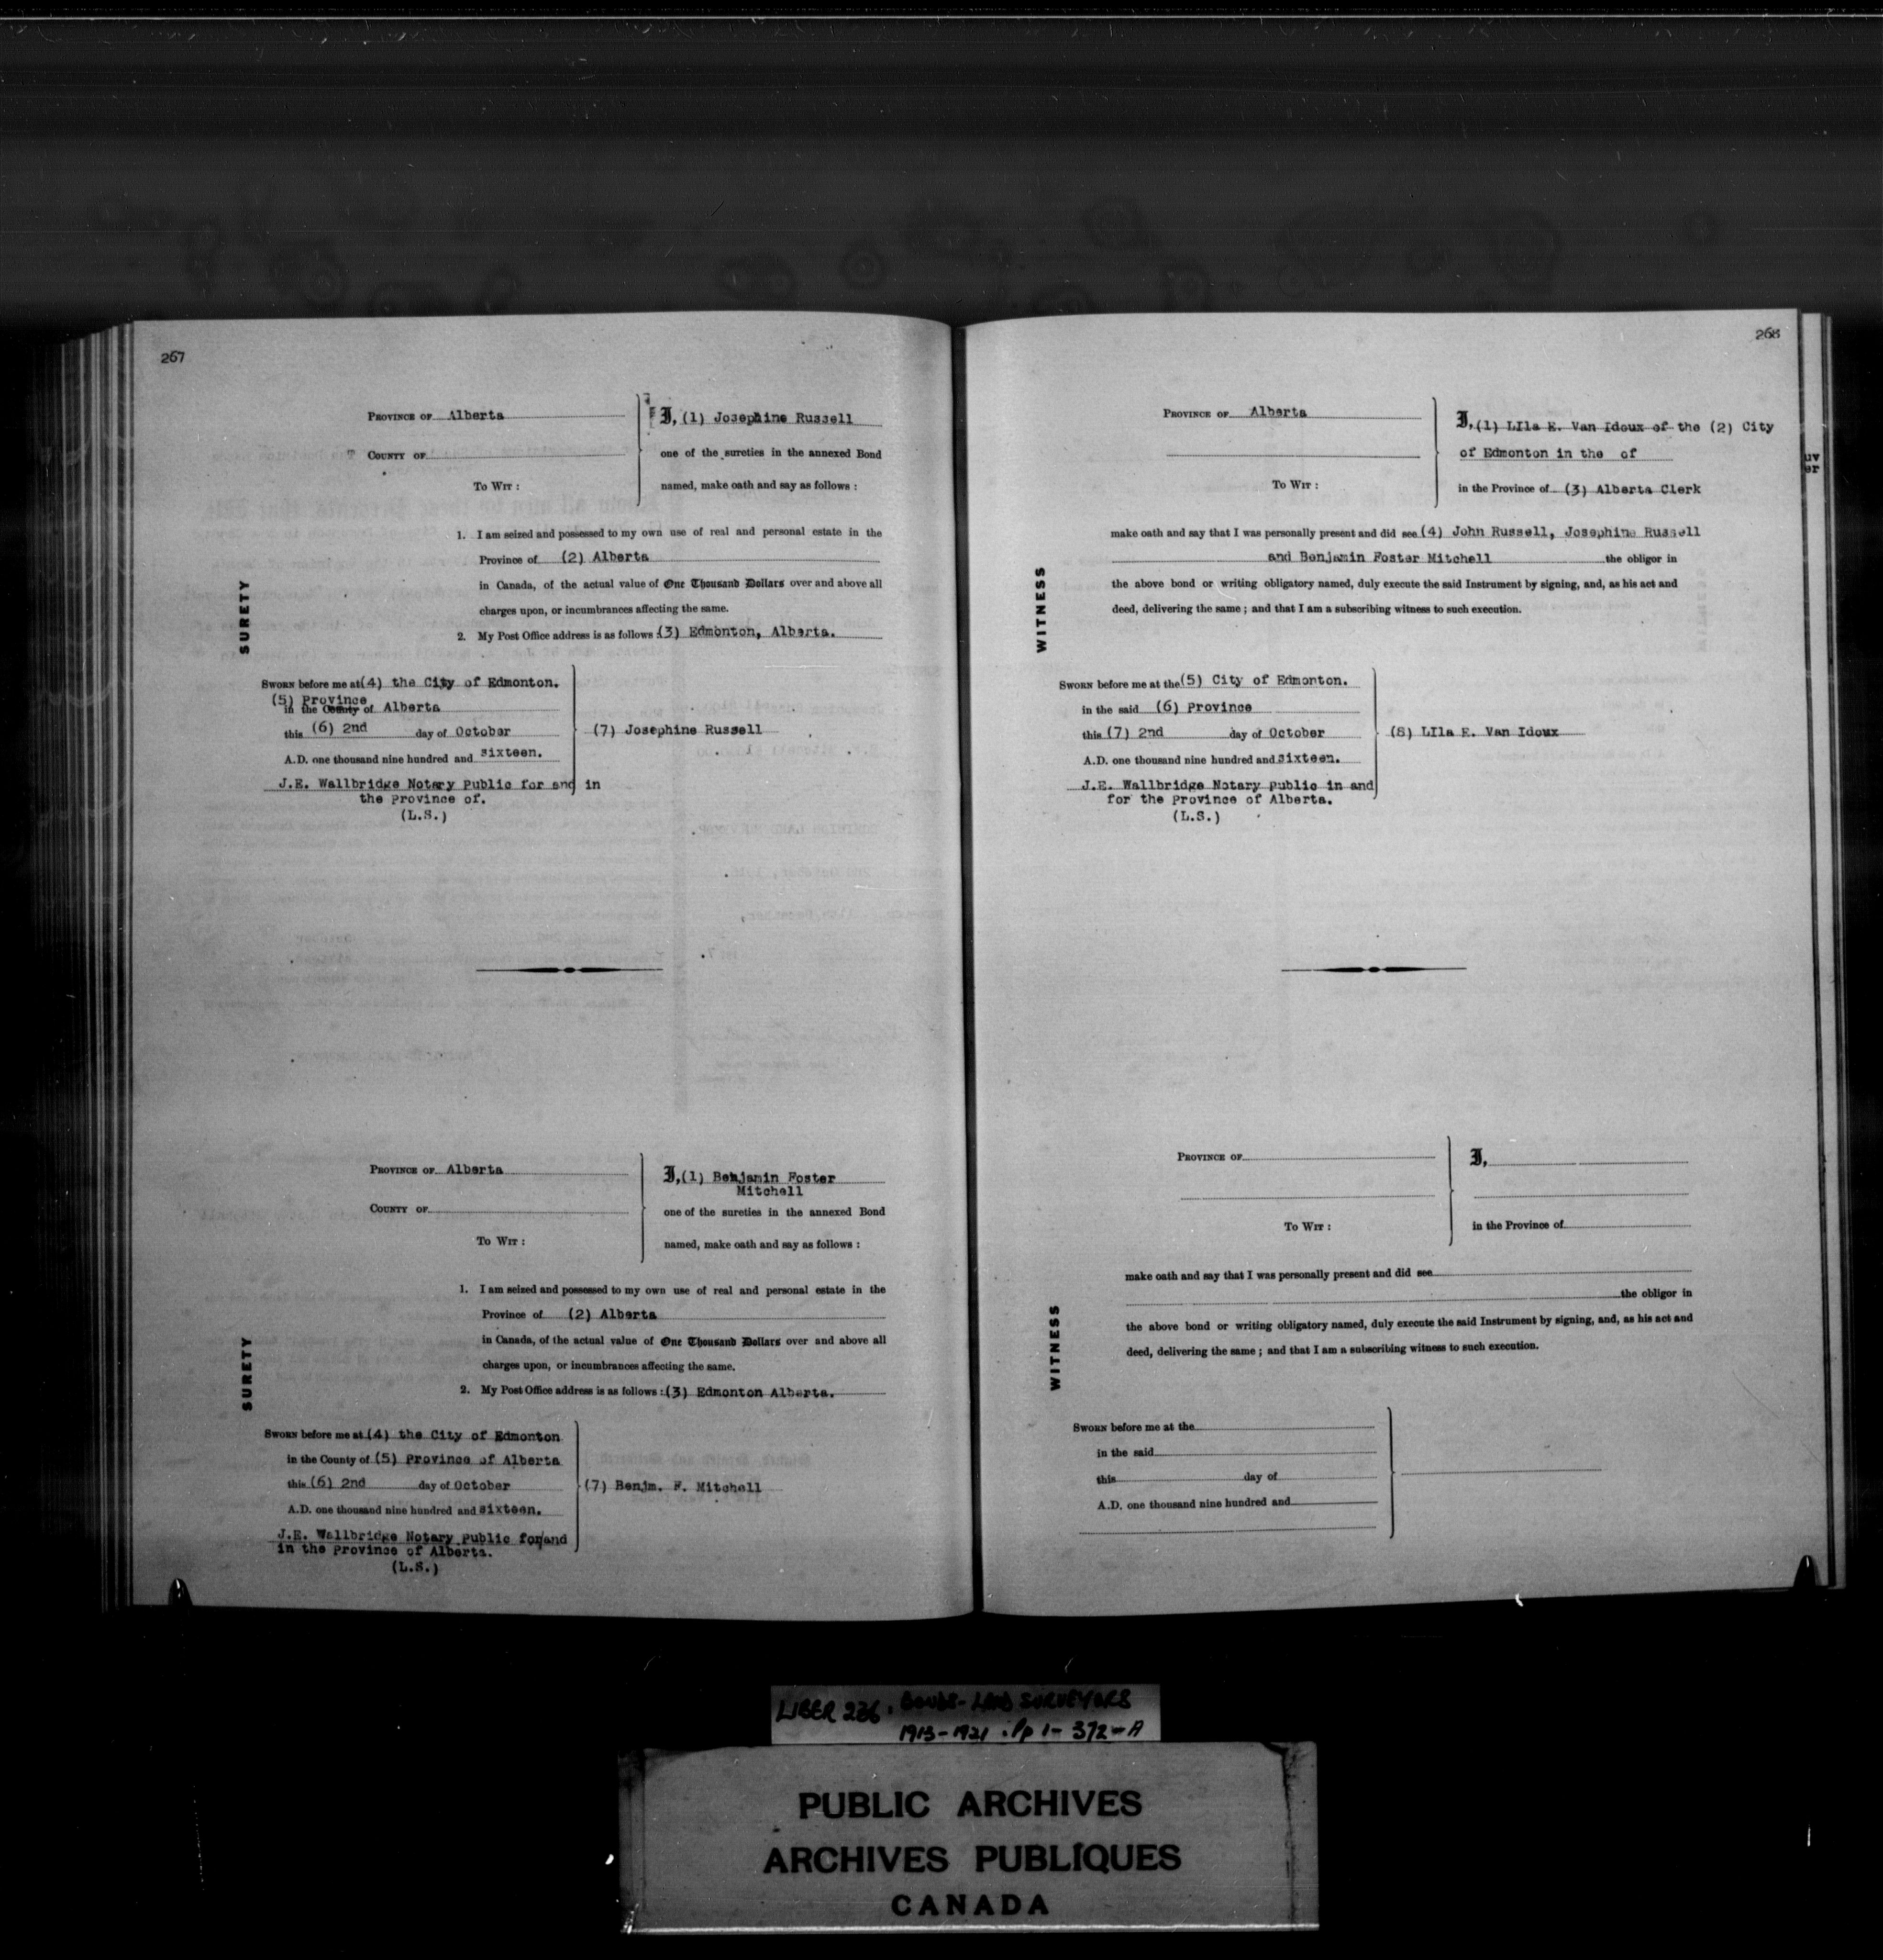 267
PROVINCE OF Alberta
COUNTY OF
TO WIT :
I, (1) Josephine Russell
one of the sureties in the annexed Bond
named, make oath and say as follows :
1. I am seized and possessed to my own use of real and personal estate in the
Province of (2) Alberta
in Canada, of the actual value of One Thousand Dollars over and above all
charges upon, or incumbrances affecting the same.
2. My Post Office address is as follows :(3) Edmonton, Alberta.
SURETY
SWORN before me at(4) the City of Edmonton.
(5) Province
in the County of Alberta
this (6) 2nd day of October
A.D. one thousand nine hundred and sixteen.
J.E. Wallbridge Notary Public for and in
the Province of.
(L.S.)
(7) Josephine Russell
PROVINCE OF Alberta
COUNTY OF
TO WIT :
I,(1) Benjamin Foster
Mitchell
one of the sureties in the annexed Bond
named, make oath and say as follows :
1. I am seized and possessed to my own use of real and personal estate in the
Province of (2) Alberta
in Canada, of the actual value of One Thousand Dollars over and above all
charges upon, or incumbrances affecting the same.
2. My Post Office address is as follows :(3) Edmonton Alberta.
SURETY
SWORN before me at (4) the City of Edmonton
in the County of (5) Province of Alberta
this (6) 2nd day of October
A.D. one thousand nine hundred and sixteen.
J.E. Wallbridge Notary Public for/and
in the Province of Alberta.
(L.S.)
(7) Benjm. F. Mitchell
268
PROVINCE OF Alberta
TO WIT :
I,(1) LIla E. Van Idoux of the (2) City
of Edmonton in the of
in the Province of (3) Alberta Clerk
make oath and say that I was personally present and did see (4) John Russell, Josephine Russell
and Benjamin Foster Mitchell the obligor in
the above bond or writing obligatory named, duly execute the said Instrument by signing, and, as his act and
deed, delivering the same ; and that I am a subscribing witness to such execution.
WITNESS
SWORN before me at the (5) City of Edmonton.
in the said (6) Province
this (7) 2nd day of October
A.D. one thousand nine hundred and sixteen.
J.E. Wallbridge Notary Public in and
for the Province of Alberta.
(L.S.)
(8) LIla E. Van Idoux
PROVINCE OF
TO WIT :
I,
in the Province of
make oath and say that I was personally present and did see
the obligor in
the above bond or writing obligatory named, duly execute the said Instrument by signing, and, as his act and
deed, delivering the same ; and that I am a subscribing witness to such execution.
WITNESS
SWORN before me at the
in the said
this day of
A.D. one thousand nine hundred and
uv
er
LIBER 236. BONDS-LAND SURVEYORS
1913-1921. Pp 1-372-A
PUBLIC ARCHIVES
ARCHIVES PUBLIQUES
CANADA